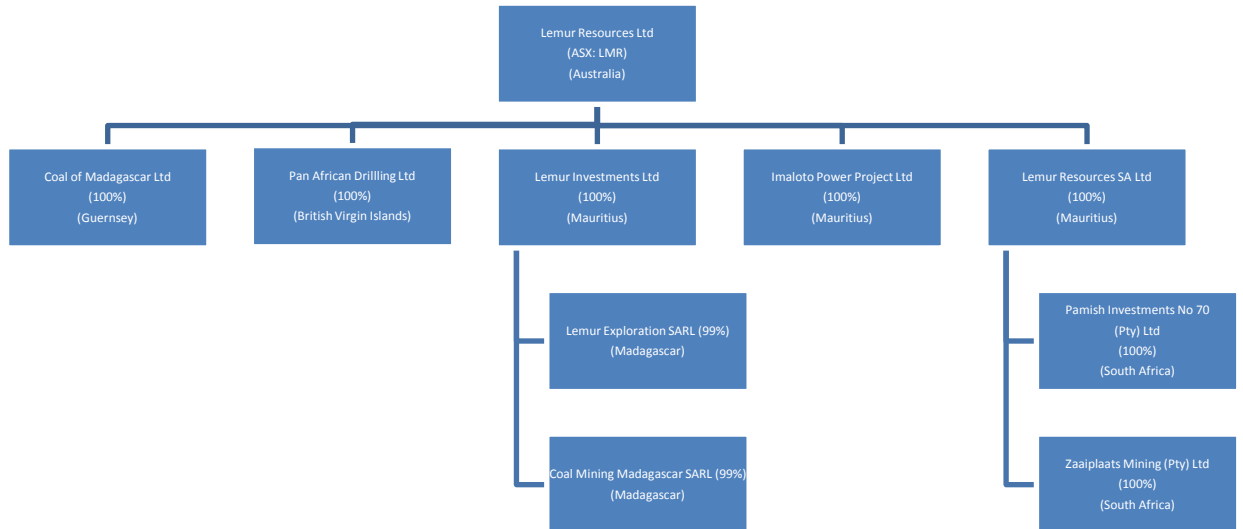 Lemur Resources Ltd
(ASX: LMR)
(Australia)
Coal of Madagascar Ltd
(100%)
(Guernsey)
Pan African Drillling Ltd
(100%)
(British Virgin Islands)
Lemur Investments Ltd
(100%)
(Mauritius)
Imaloto Power Project Ltd
(100%)
(Mauritius)
Lemur Resources SA Ltd
(100%)
(Mauritius)
Lemur Exploration SARL (99%)
(Madagascar)
Pamish Investments No 70
(Pty) Ltd
(100%)
(South Africa)
Coal Mining Madagascar SARL (99%)
(Madagascar)
Zaaiplaats Mining (Pty) Ltd
(100%)
(South Africa)